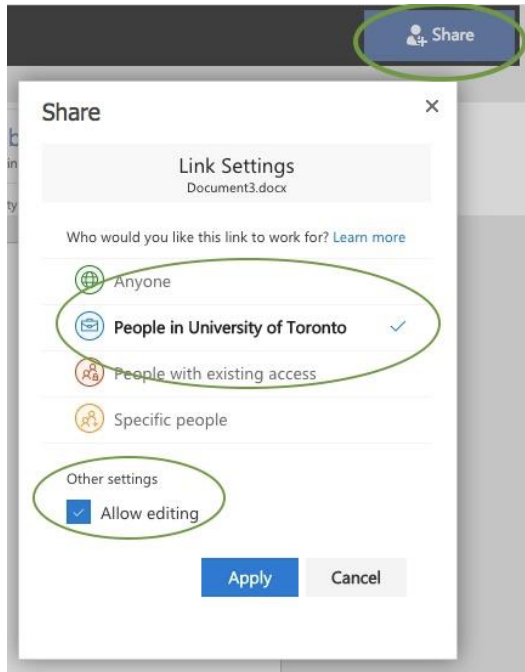 Share
Share
Link Settings
Document3.docx
Who would you like this link to work for? Learn more
Anyone
People in University of Toronto
People with existing access
Specific people
Other settings
Allow editing
Apply Cancel